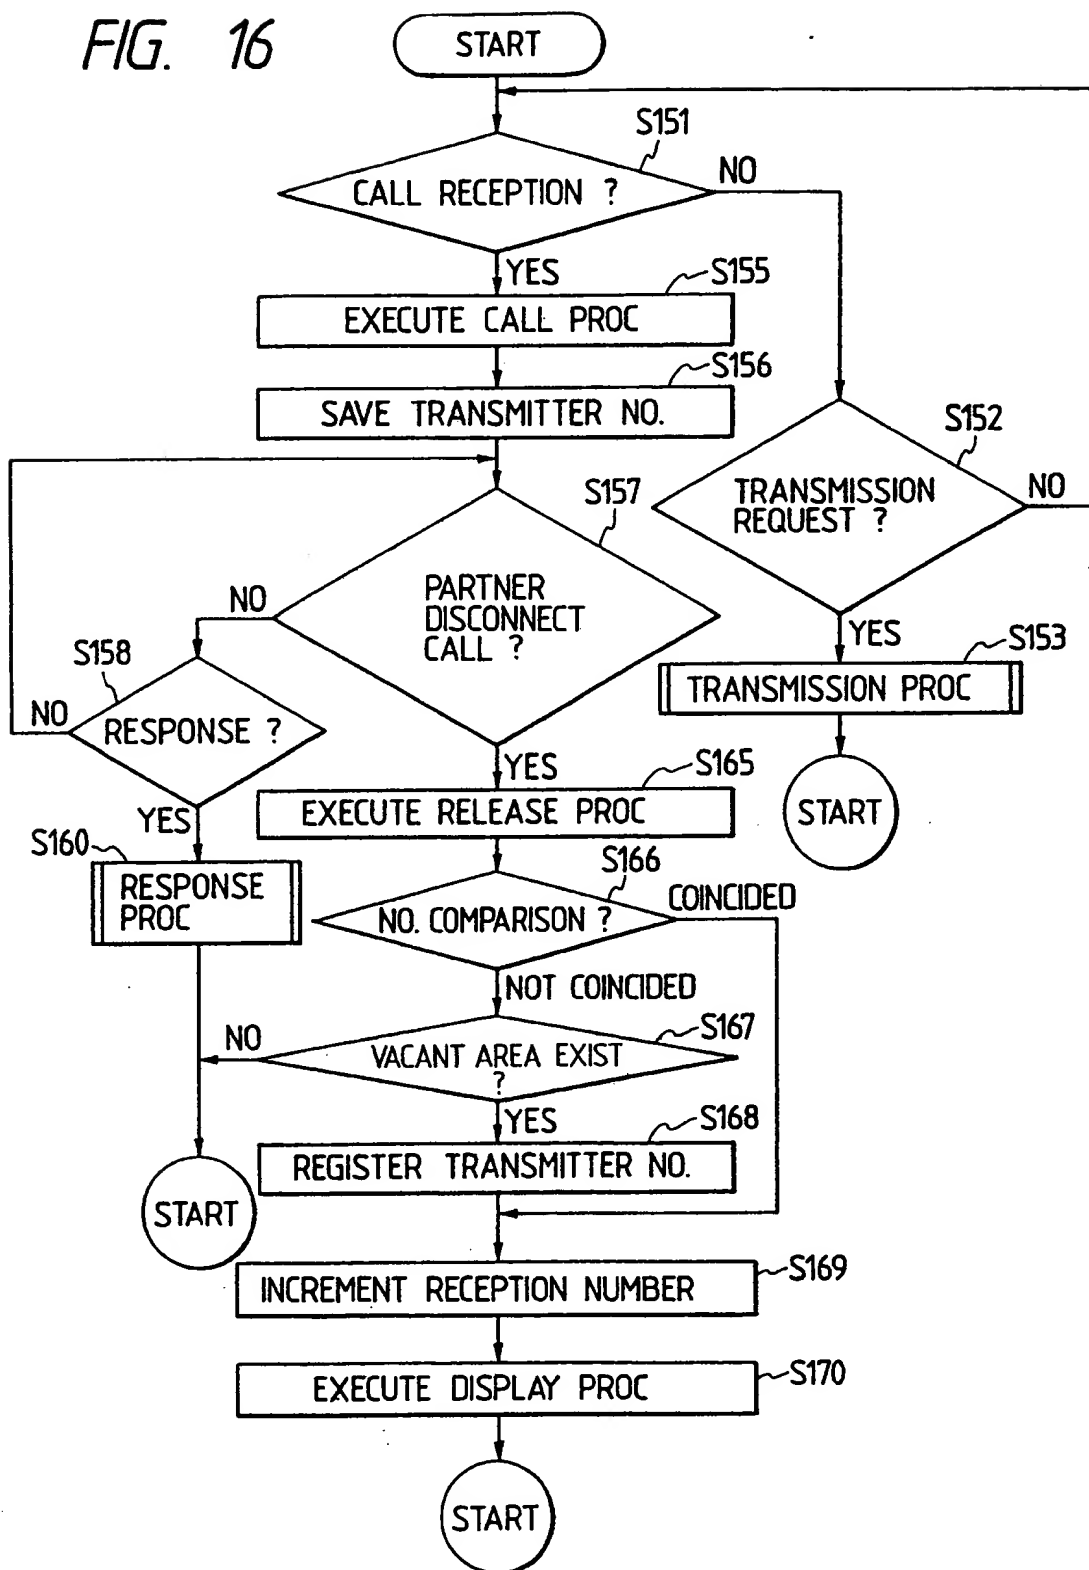 FIG. 16
START
S151
CALL RECEPTION ?
NO
YES
S155
EXECUTE CALL PROC
S156
SAVE TRANSMITTER NO.
S152
TRANSMISSION
REQUEST ?
NO
YES
S153
TRANSMISSION PROC
START
S157
PARTNER
DISCONNECT
CALL ?
NO
S158
RESPONSE ?
NO
YES
S160
RESPONSE
PROC
YES
S165
EXECUTE RELEASE PROC
S166
NO. COMPARISON ?
COINCIDED
NOT COINCIDED
S167
VACANT AREA EXIST
?
NO
YES
S168
REGISTER TRANSMITTER NO.
START
S169
INCREMENT RECEPTION NUMBER
S170
EXECUTE DISPLAY PROC
START